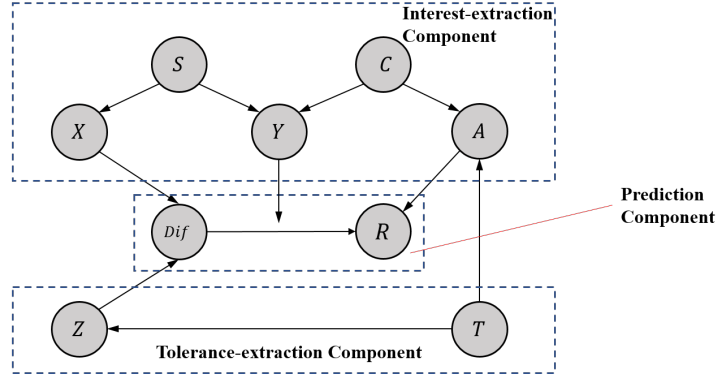 Interest-extraction
Component
S
C
X
Y
A
Prediction
Component
Dif
R
Z
T
Tolerance-extraction Component